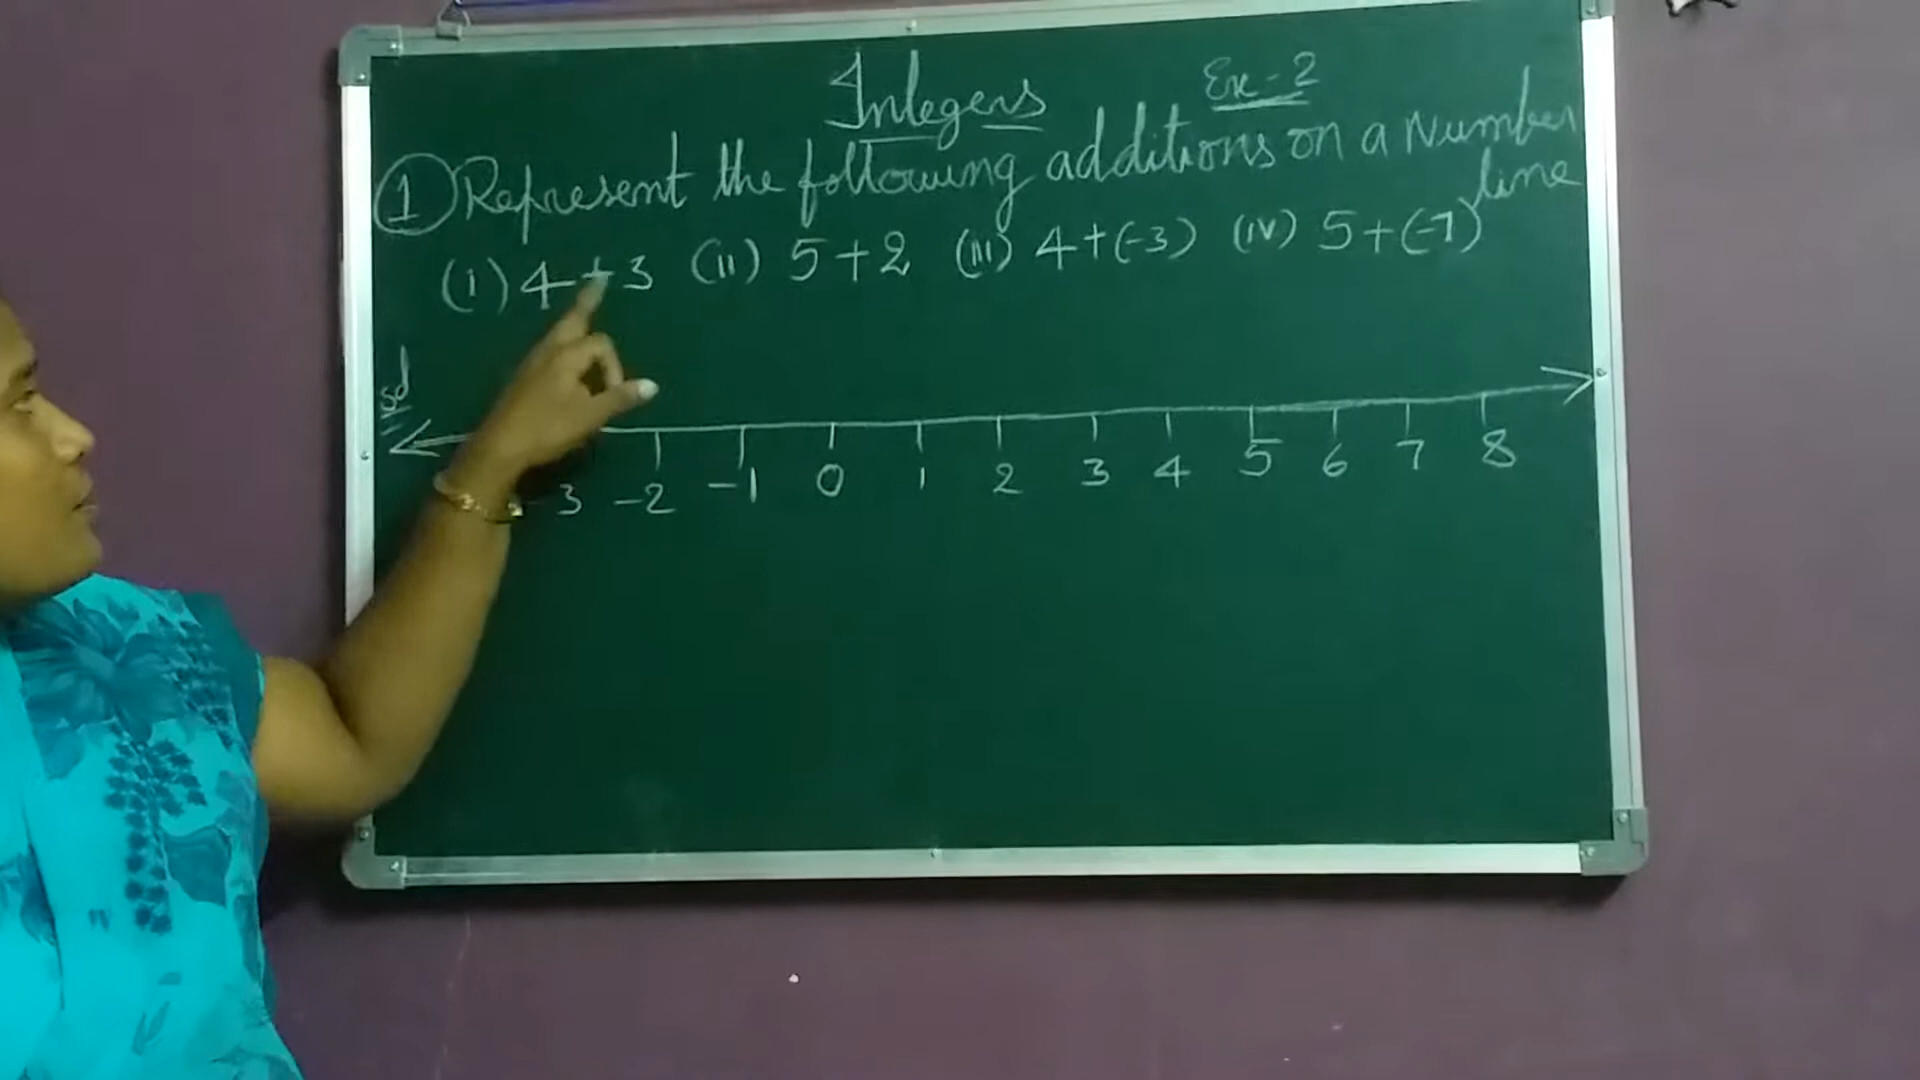 Integers Ex-2
① Represent the following additions on a Number line
(i) 4+3 (ii) 5+2 (iii) 4+(-3) (iv) 5+(-7)
sd
-3 -2 -1 0 1 2 3 4 5 6 7 8